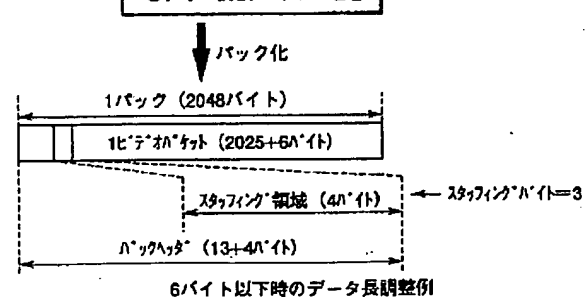 パック化
1パック (2048バイト)
1ビデオパケット (2025+6バイト)
スタッフィング領域 (4バイト)
スタッフィングバイト=3
パックヘッダ (13+4バイト)
6バイト以下時のデータ長調整例